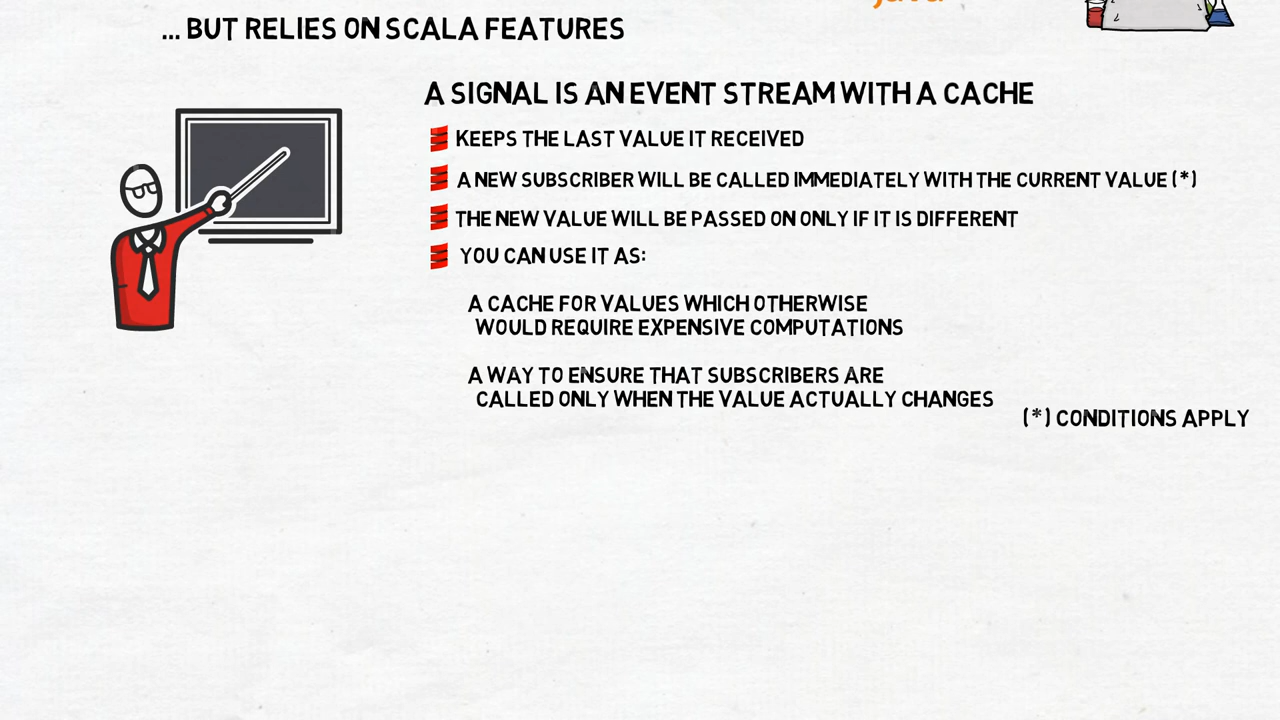 Java
... BUT RELIES ON SCALA FEATURES
A SIGNAL IS AN EVENT STREAM WITH A CACHE
KEEPS THE LAST VALUE IT RECEIVED
A NEW SUBSCRIBER WILL BE CALLED IMMEDIATELY WITH THE CURRENT VALUE (*)
THE NEW VALUE WILL BE PASSED ON ONLY IF IT IS DIFFERENT
YOU CAN USE IT AS:
A CACHE FOR VALUES WHICH OTHERWISE
WOULD REQUIRE EXPENSIVE COMPUTATIONS
A WAY TO ENSURE THAT SUBSCRIBERS ARE
CALLED ONLY WHEN THE VALUE ACTUALLY CHANGES
(*) CONDITIONS APPLY